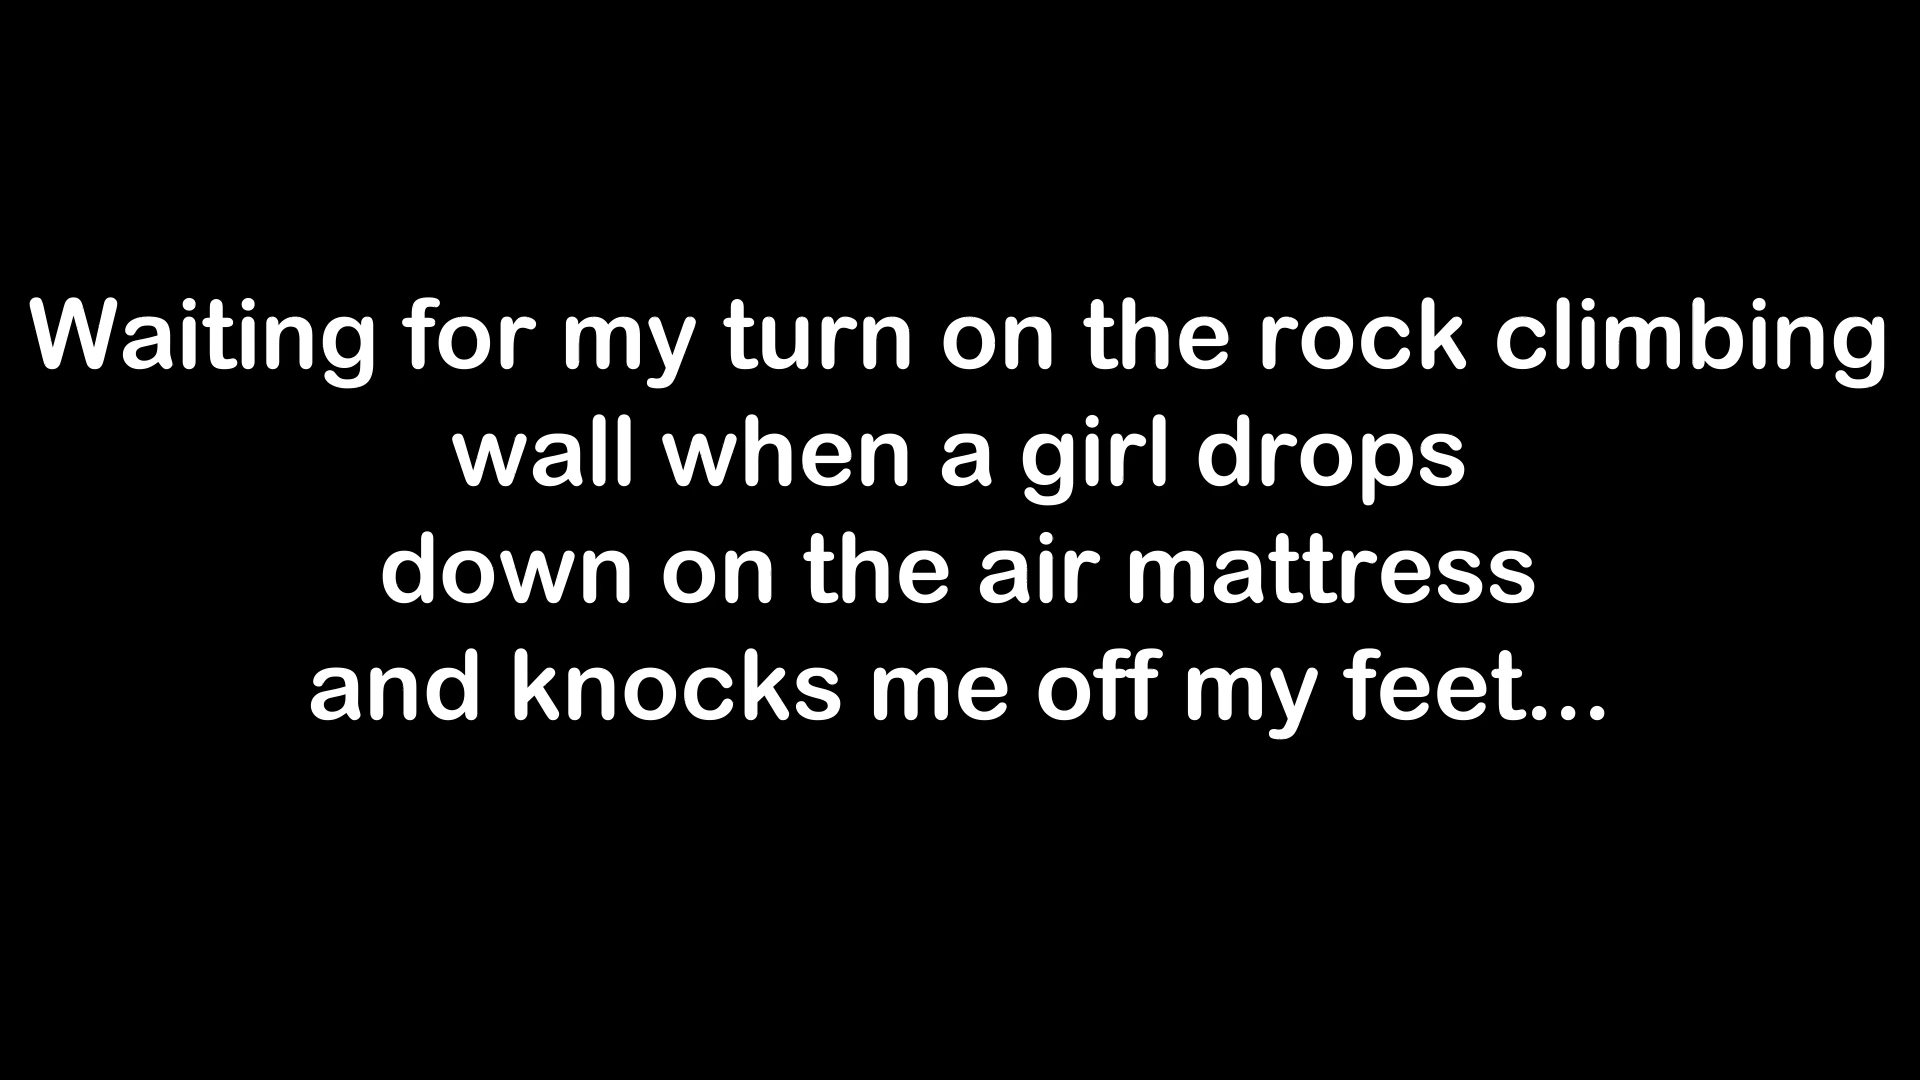 Waiting for my turn on the rock climbing
wall when a girl drops
down on the air mattress
and knocks me off my feet...